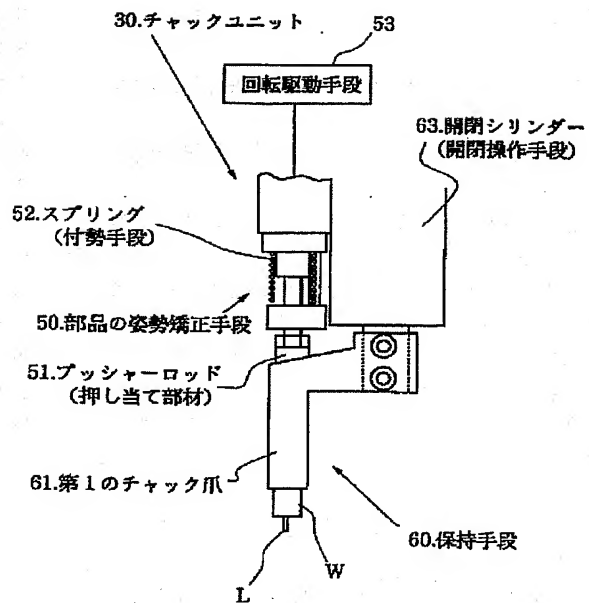 30.チャックユニット
53
回転駆動手段
63.開閉シリンダー
(開閉操作手段)
52.スプリング
(付勢手段)
50.部品の姿勢矯正手段
51.プッシャーロッド
(押し当て部材)
61.第1のチャック爪
60.保持手段
W
L